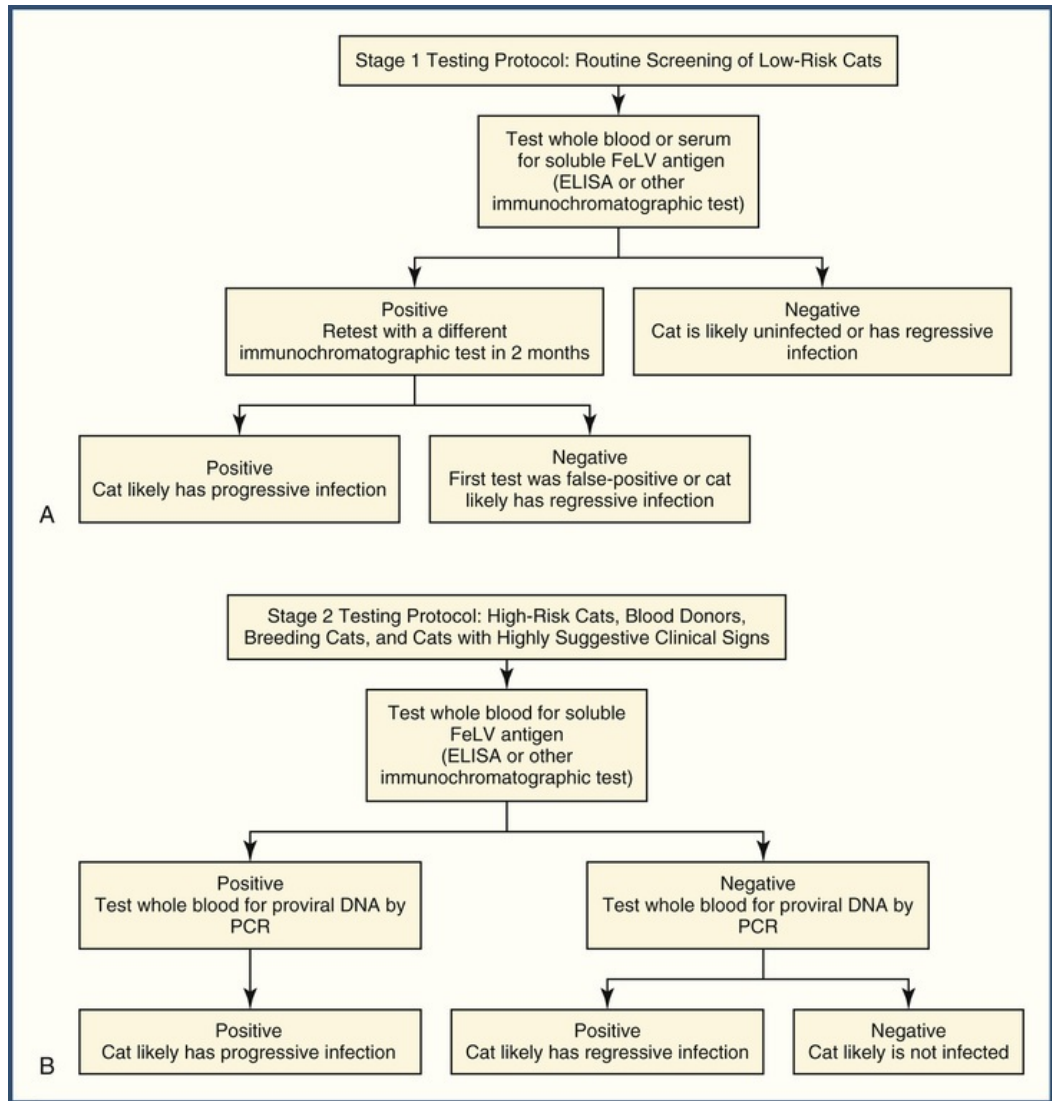 Stage 1 Testing Protocol: Routine Screening of Low-Risk Cats
Test whole blood or serum
for soluble FeLV antigen
(ELISA or other
immunochromatographic test)
Positive
Retest with a different
immunochromatographic test in 2 months
Negative
Cat is likely uninfected or has regressive
infection
Positive
Cat likely has progressive infection
Negative
First test was false-positive or cat
likely has regressive infection
A
Stage 2 Testing Protocol: High-Risk Cats, Blood Donors,
Breeding Cats, and Cats with Highly Suggestive Clinical Signs
Test whole blood for soluble
FeLV antigen
(ELISA or other
immunochromatographic test)
Positive
Test whole blood for proviral DNA by
PCR
Negative
Test whole blood for proviral DNA by
PCR
Positive
Cat likely has progressive infection
Positive
Cat likely has regressive infection
Negative
Cat likely is not infected
B